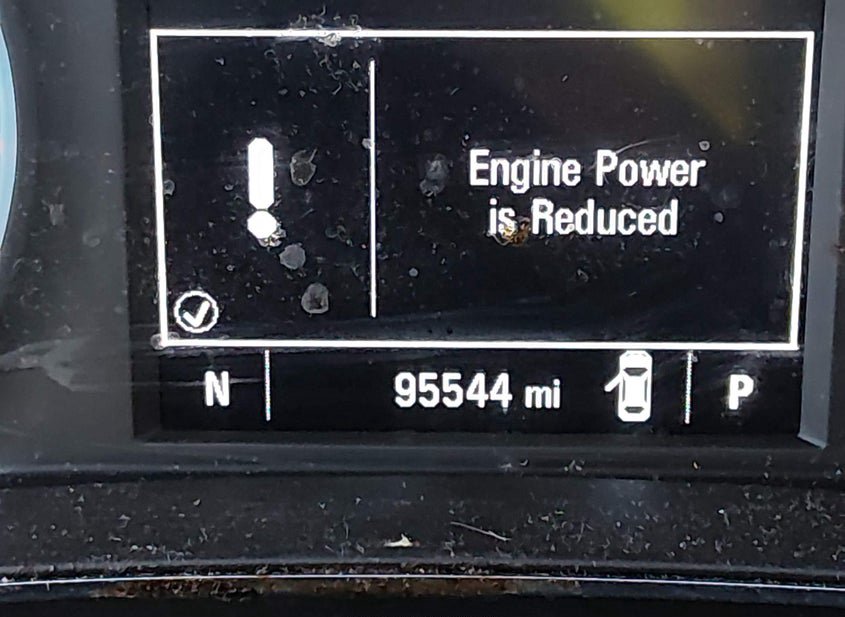 Engine Power
is Reduced
N 95544 mi P